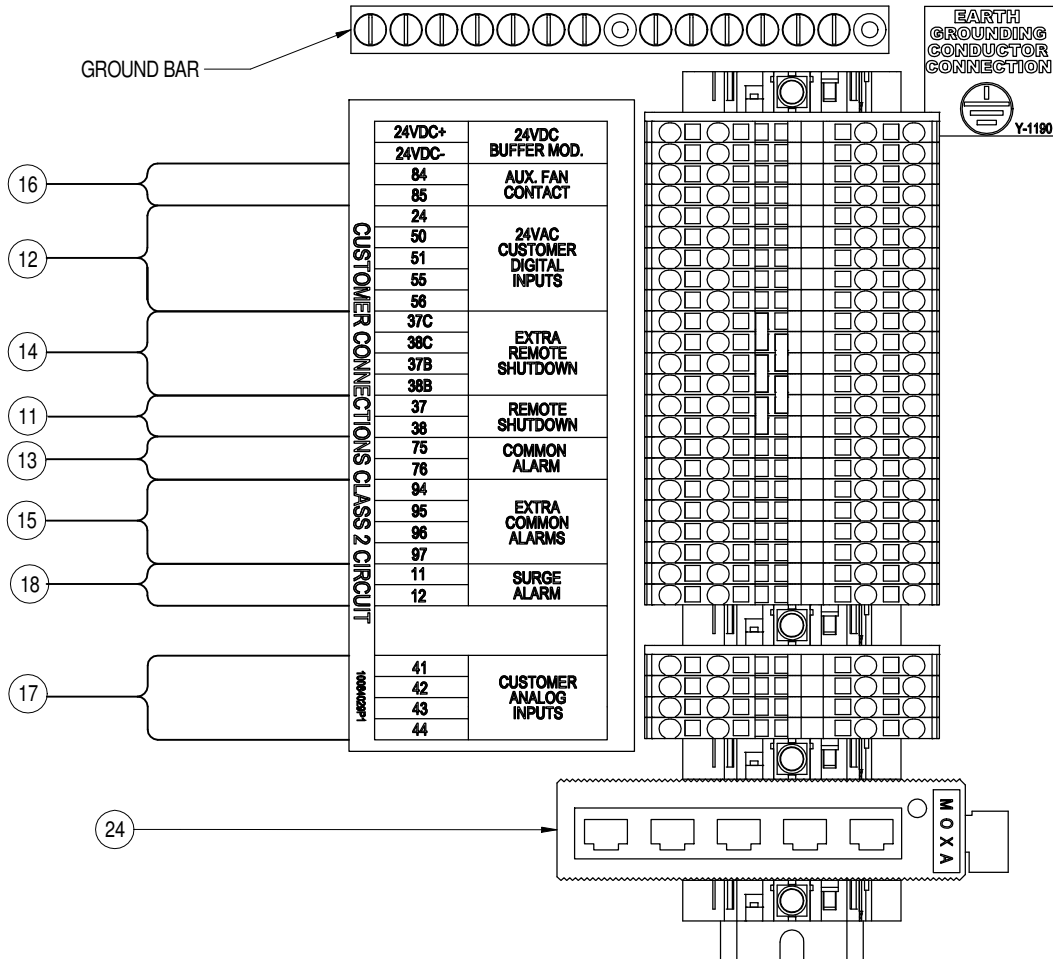 EARTH
GROUNDING
CONDUCTOR
CONNECTION
Y-1190
GROUND BAR
24VDC+
24VDC-
24VDC
BUFFER MOD.
16
84
85
AUX. FAN
CONTACT
12
24
50
51
55
56
24VAC
CUSTOMER
DIGITAL
INPUTS
14
37C
38C
37B
38B
EXTRA
REMOTE
SHUTDOWN
11
37
38
REMOTE
SHUTDOWN
13
75
76
COMMON
ALARM
15
94
95
96
97
EXTRA
COMMON
ALARMS
18
11
12
SURGE
ALARM
17
41
42
43
44
CUSTOMER
ANALOG
INPUTS
CUSTOMER CONNECTIONS CLASS 2 CIRCUIT
24
MOXA